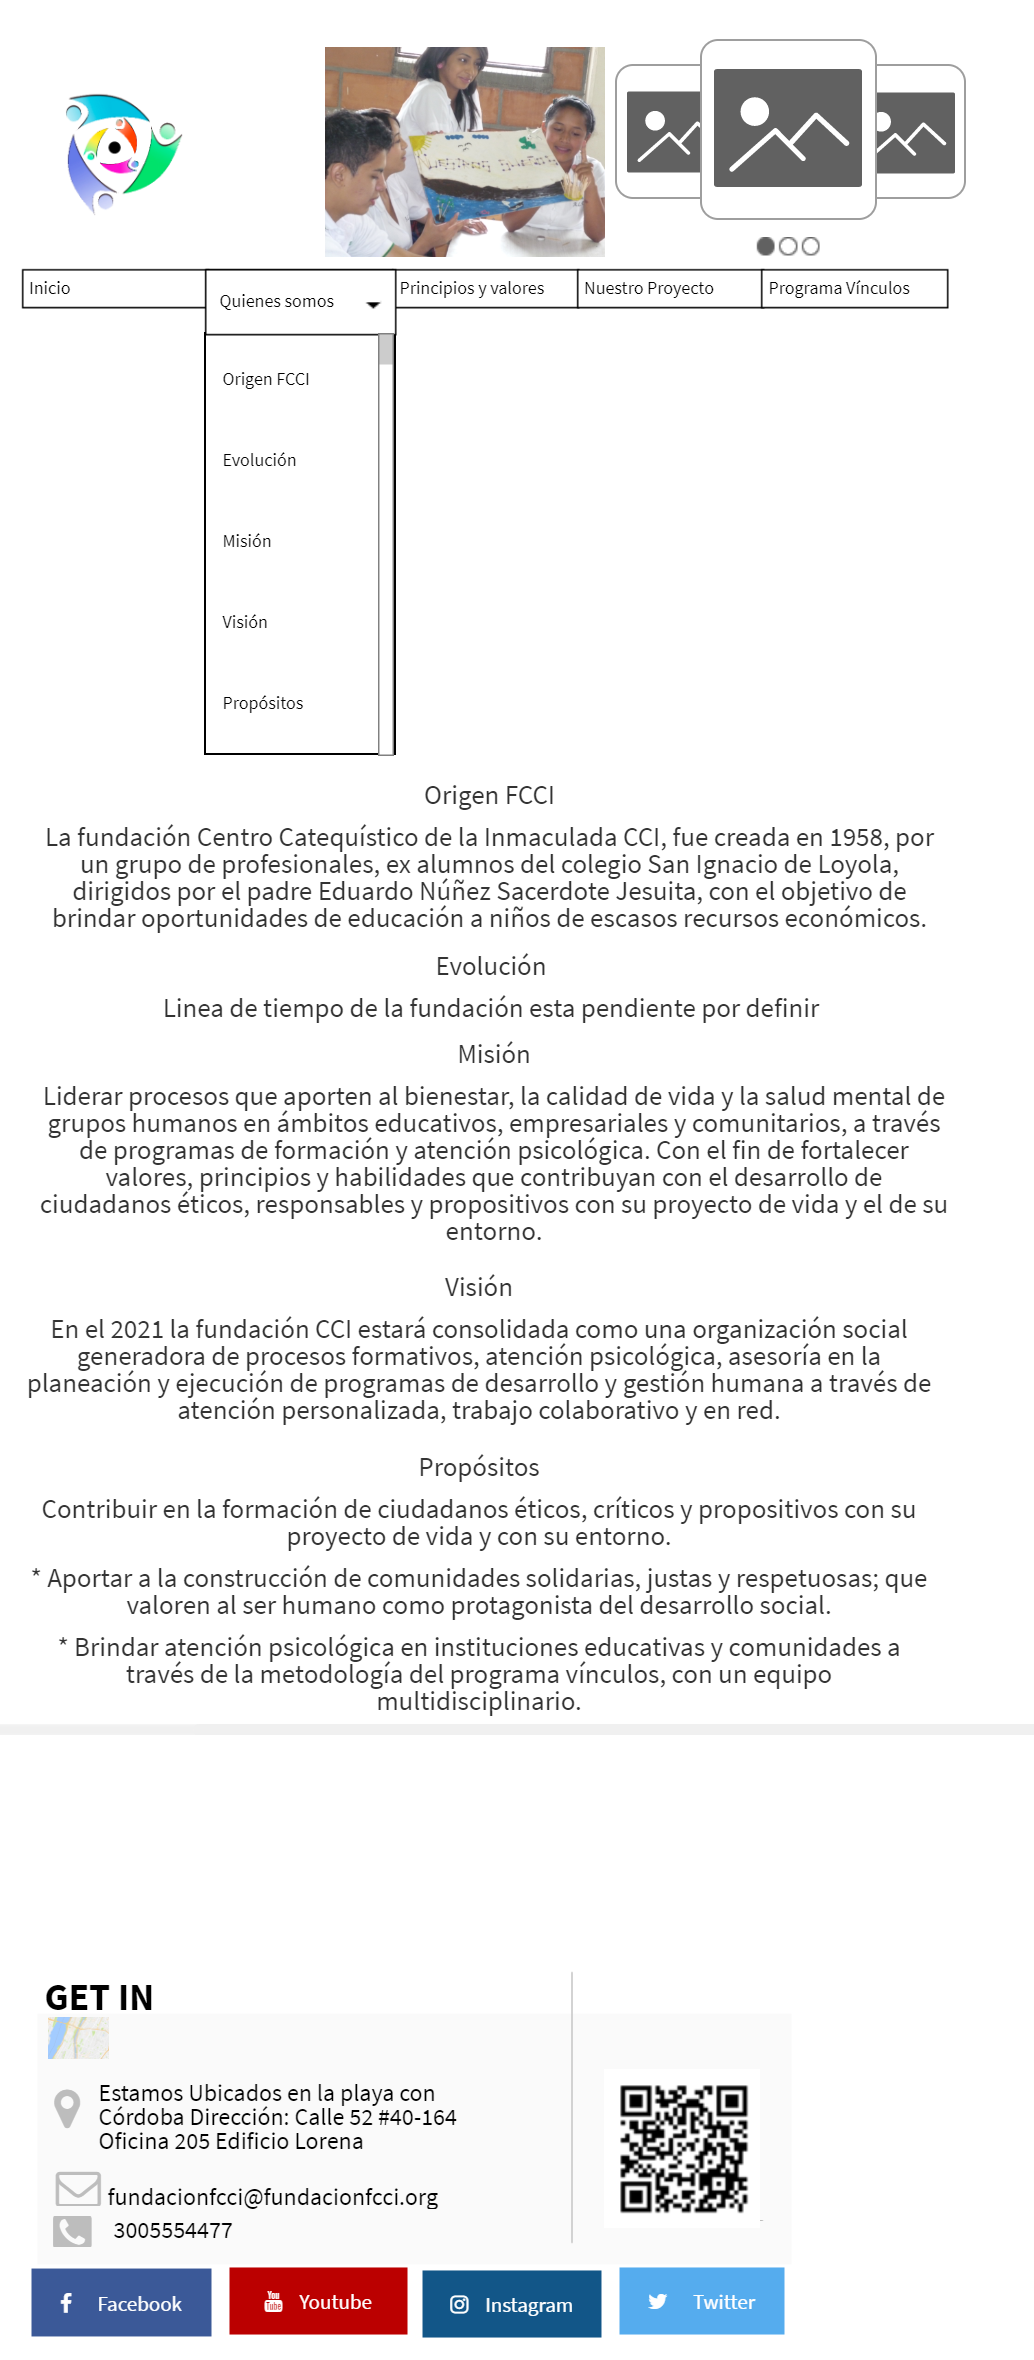 Inicio
Quienes somos
Principios y valores
Nuestro Proyecto
Programa Vínculos
Origen FCCI
Evolución
Misión
Visión
Propósitos
Origen FCCI
La fundación Centro Catequístico de la Inmaculada CCI, fue creada en 1958, por
un grupo de profesionales, ex alumnos del colegio San Ignacio de Loyola,
dirigidos por el padre Eduardo Núñez Sacerdote Jesuita, con el objetivo de
brindar oportunidades de educación a niños de escasos recursos económicos.
Evolución
Linea de tiempo de la fundación esta pendiente por definir
Misión
Liderar procesos que aporten al bienestar, la calidad de vida y la salud mental de
grupos humanos en ámbitos educativos, empresariales y comunitarios, a través
de programas de formación y atención psicológica. Con el fin de fortalecer
valores, principios y habilidades que contribuyan con el desarrollo de
ciudadanos éticos, responsables y propositivos con su proyecto de vida y el de su
entorno.
Visión
En el 2021 la fundación CCI estará consolidada como una organización social
generadora de procesos formativos, atención psicológica, asesoría en la
planeación y ejecución de programas de desarrollo y gestión humana a través de
atención personalizada, trabajo colaborativo y en red.
Propósitos
Contribuir en la formación de ciudadanos éticos, críticos y propositivos con su
proyecto de vida y con su entorno.
* Aportar a la construcción de comunidades solidarias, justas y respetuosas; que
valoren al ser humano como protagonista del desarrollo social.
* Brindar atención psicológica en instituciones educativas y comunidades a
través de la metodología del programa vínculos, con un equipo
multidisciplinario.
GET IN
Estamos Ubicados en la playa con
Córdoba Dirección: Calle 52 #40-164
Oficina 205 Edificio Lorena
fundacionfcci@fundacionfcci.org
3005554477
Facebook
You Tube Youtube
Instagram
Twitter